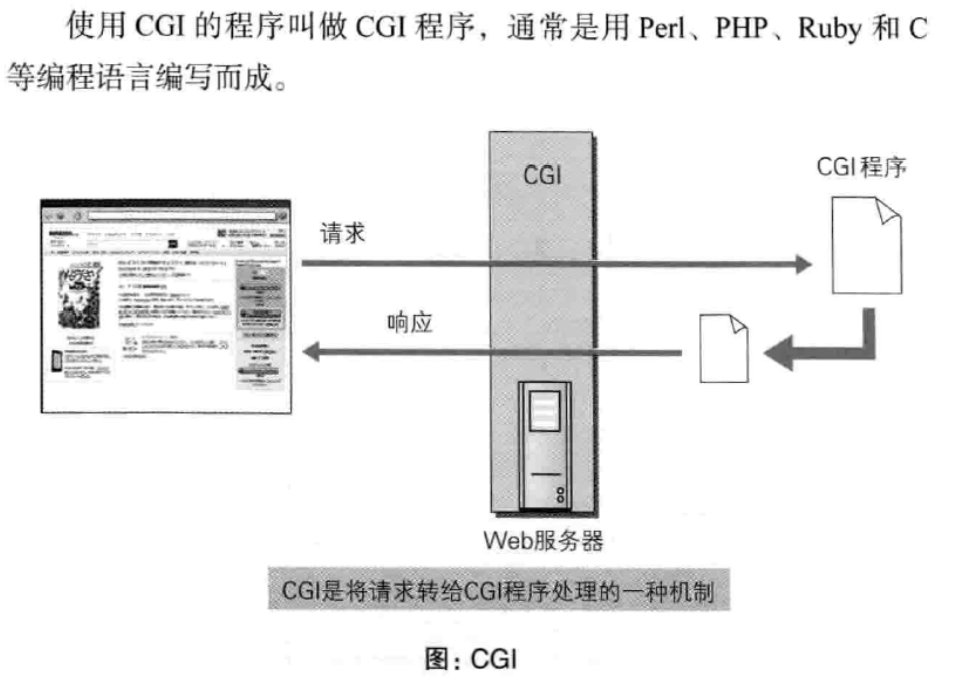 使用 CGI 的程序叫做 CGI 程序，通常是用 Perl、PHP、Ruby 和 C
等编程语言编写而成。
CGI
CGI 程序
请求
响应
Web服务器
CGI是将请求转给CGI程序处理的一种机制
图：CGI